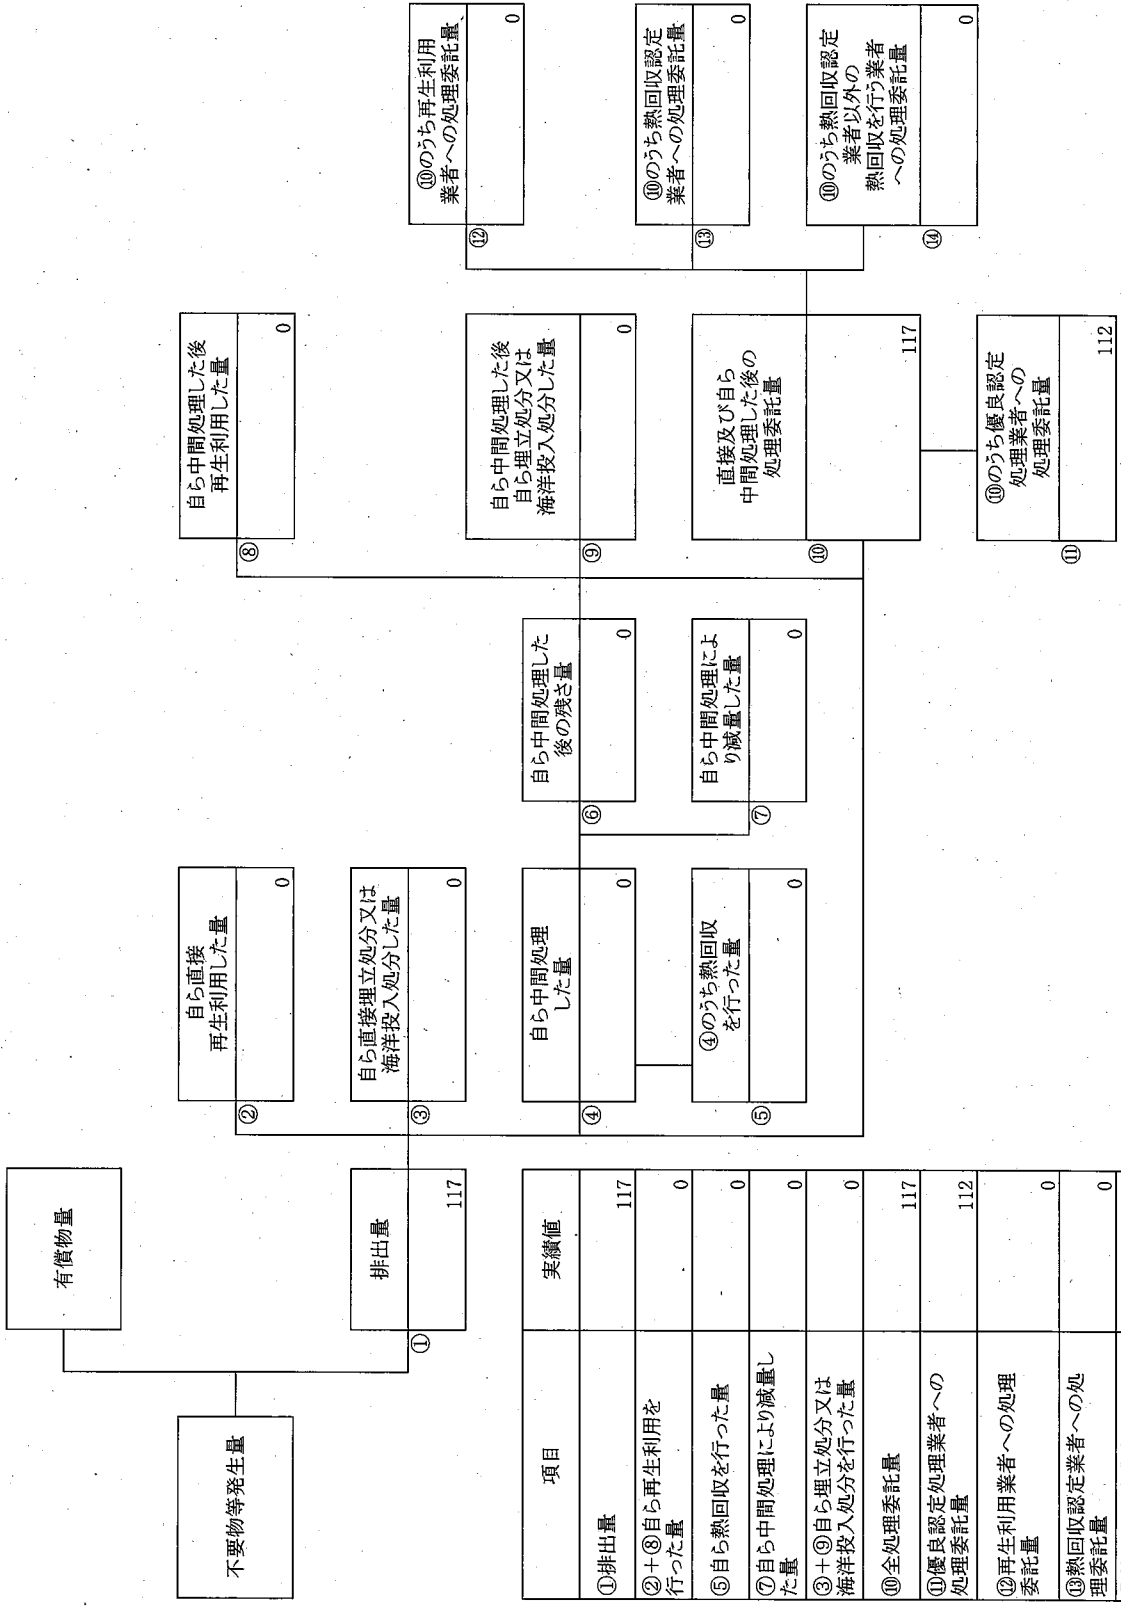 不要物等発生量
有償物量
排出量
①
117
自ら直接
再生利用した量
②
0
自ら直接埋立処分又は
海洋投入処分した量
③
0
自ら中間処理
した量
④
0
④のうち熱回収
を行った量
⑤
0
自ら中間処理した
後の残さ量
⑥
0
自ら中間処理によ
り減量した量
⑦
0
自ら中間処理した後
再生利用した量
⑧
0
自ら中間処理した後
自ら埋立処分又は
海洋投入処分した量
⑨
0
直接及び自ら
中間処理した後の
処理委託量
⑩
117
⑩のうち優良認定
処理業者への
処理委託量
⑪
112
⑩のうち再生利用
業者への処理委託量
⑫
0
⑩のうち熱回収認定
業者への処理委託量
⑬
0
⑩のうち熱回収認定
業者以外の
熱回収を行う業者
への処理委託量
⑭
0
項目 実績値
①排出量 117
②＋⑧自ら再生利用を
行った量 0
⑤自ら熱回収を行った量 0
⑦自ら中間処理により減量し
た量 0
③＋⑨自ら埋立処分又は
海洋投入処分を行った量 0
⑩全処理委託量 117
⑪優良認定処理業者への
処理委託量 112
⑫再生利用業者への処理
委託量 0
⑬熱回収認定業者への処
理委託量 0